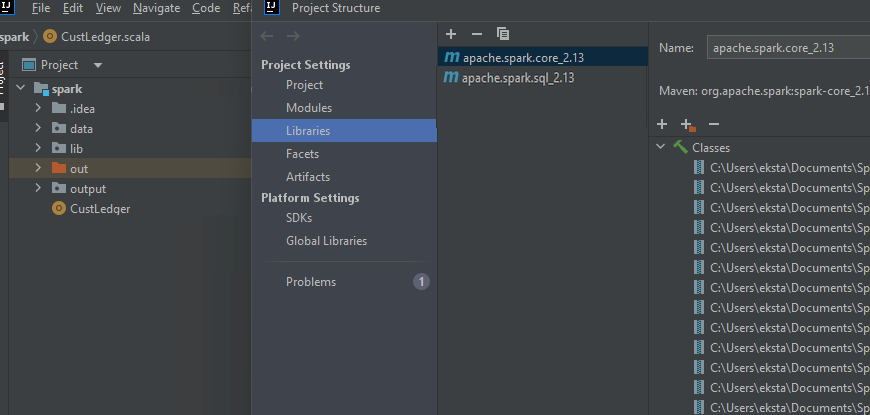 IJ File Edit View Navigate Code Refa
IJ Project Structure
spark CustLedger.scala
Project
spark
.idea
data
lib
out
output
CustLedger
Project Settings
Project
Modules
Libraries
Facets
Artifacts
Platform Settings
SDKs
Global Libraries
Problems 1
m apache.spark.core_2.13
m apache.spark.sql_2.13
Name: apache.spark.core_2.13
Maven: org.apache.spark:spark-core_2.1
Classes
C:\Users\eksta\Documents\Sp
C:\Users\eksta\Documents\Sp
C:\Users\eksta\Documents\Sp
C:\Users\eksta\Documents\Sp
C:\Users\eksta\Documents\Sp
C:\Users\eksta\Documents\Sp
C:\Users\eksta\Documents\Sp
C:\Users\eksta\Documents\Sp
C:\Users\eksta\Documents\Sp
C:\Users\eksta\Documents\Sp
C:\Users\eksta\Documents\Sp
C:\Users\eksta\Documents\Sp
C:\Users\eksta\Documents\Sp